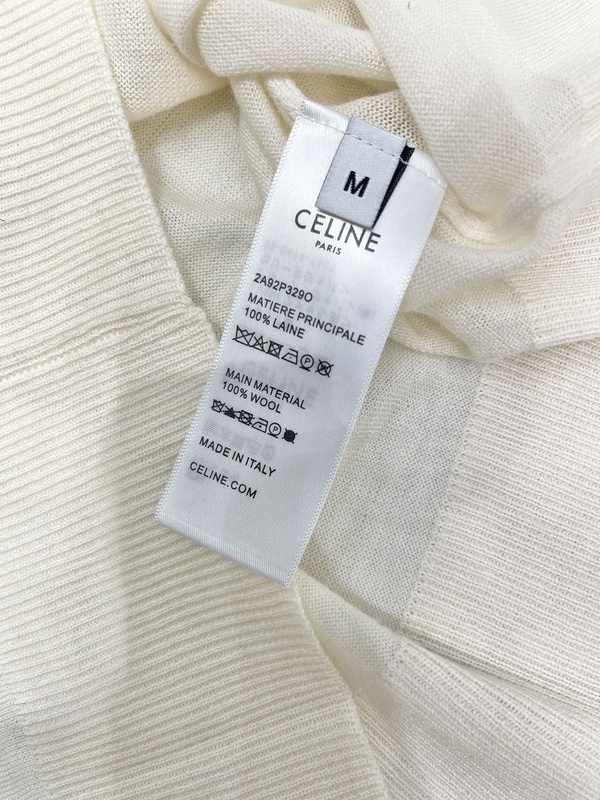 M
CELINE
PARIS
2A92P329O
MATIERE PRINCIPALE
100% LAINE
P
MAIN MATERIAL
100% WOOL
P
MADE IN ITALY
CELINE.COM